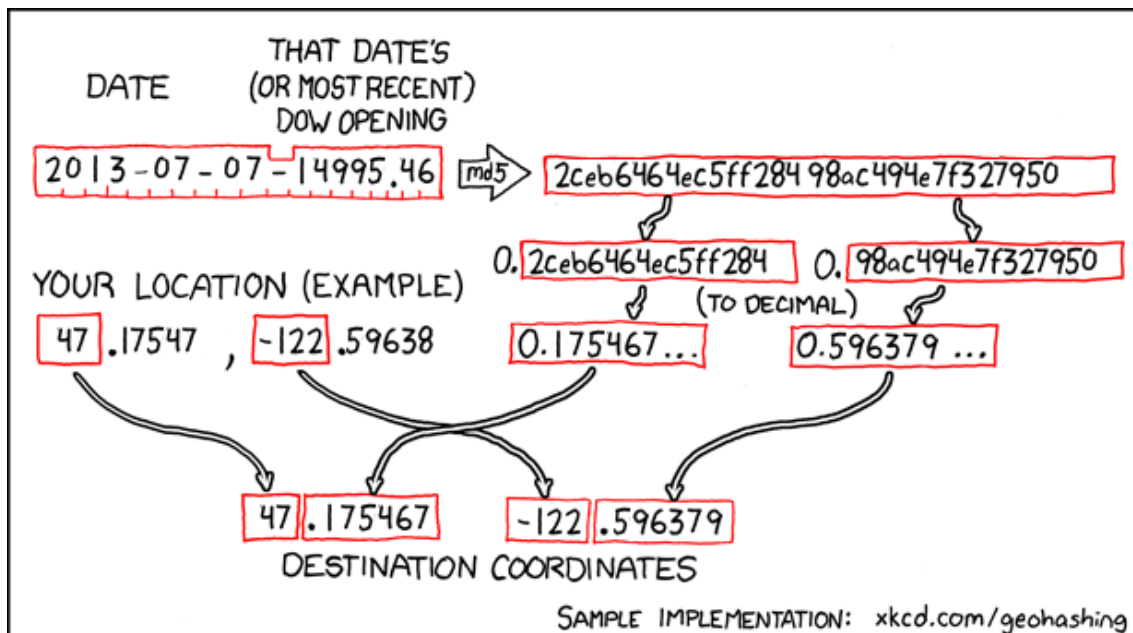 DATE
THAT DATE'S
(OR MOST RECENT)
DOW OPENING
2013-07-07-14995.46
md5
2ceb6464ec5ff28498ac494e7f327950
0.2ceb6464ec5ff284
0.98ac494e7f327950
(TO DECIMAL)
0.175467...
0.596379...
YOUR LOCATION (EXAMPLE)
47.17547, -122.59638
47.175467 -122.596379
DESTINATION COORDINATES
SAMPLE IMPLEMENTATION: xkcd.com/geohashing